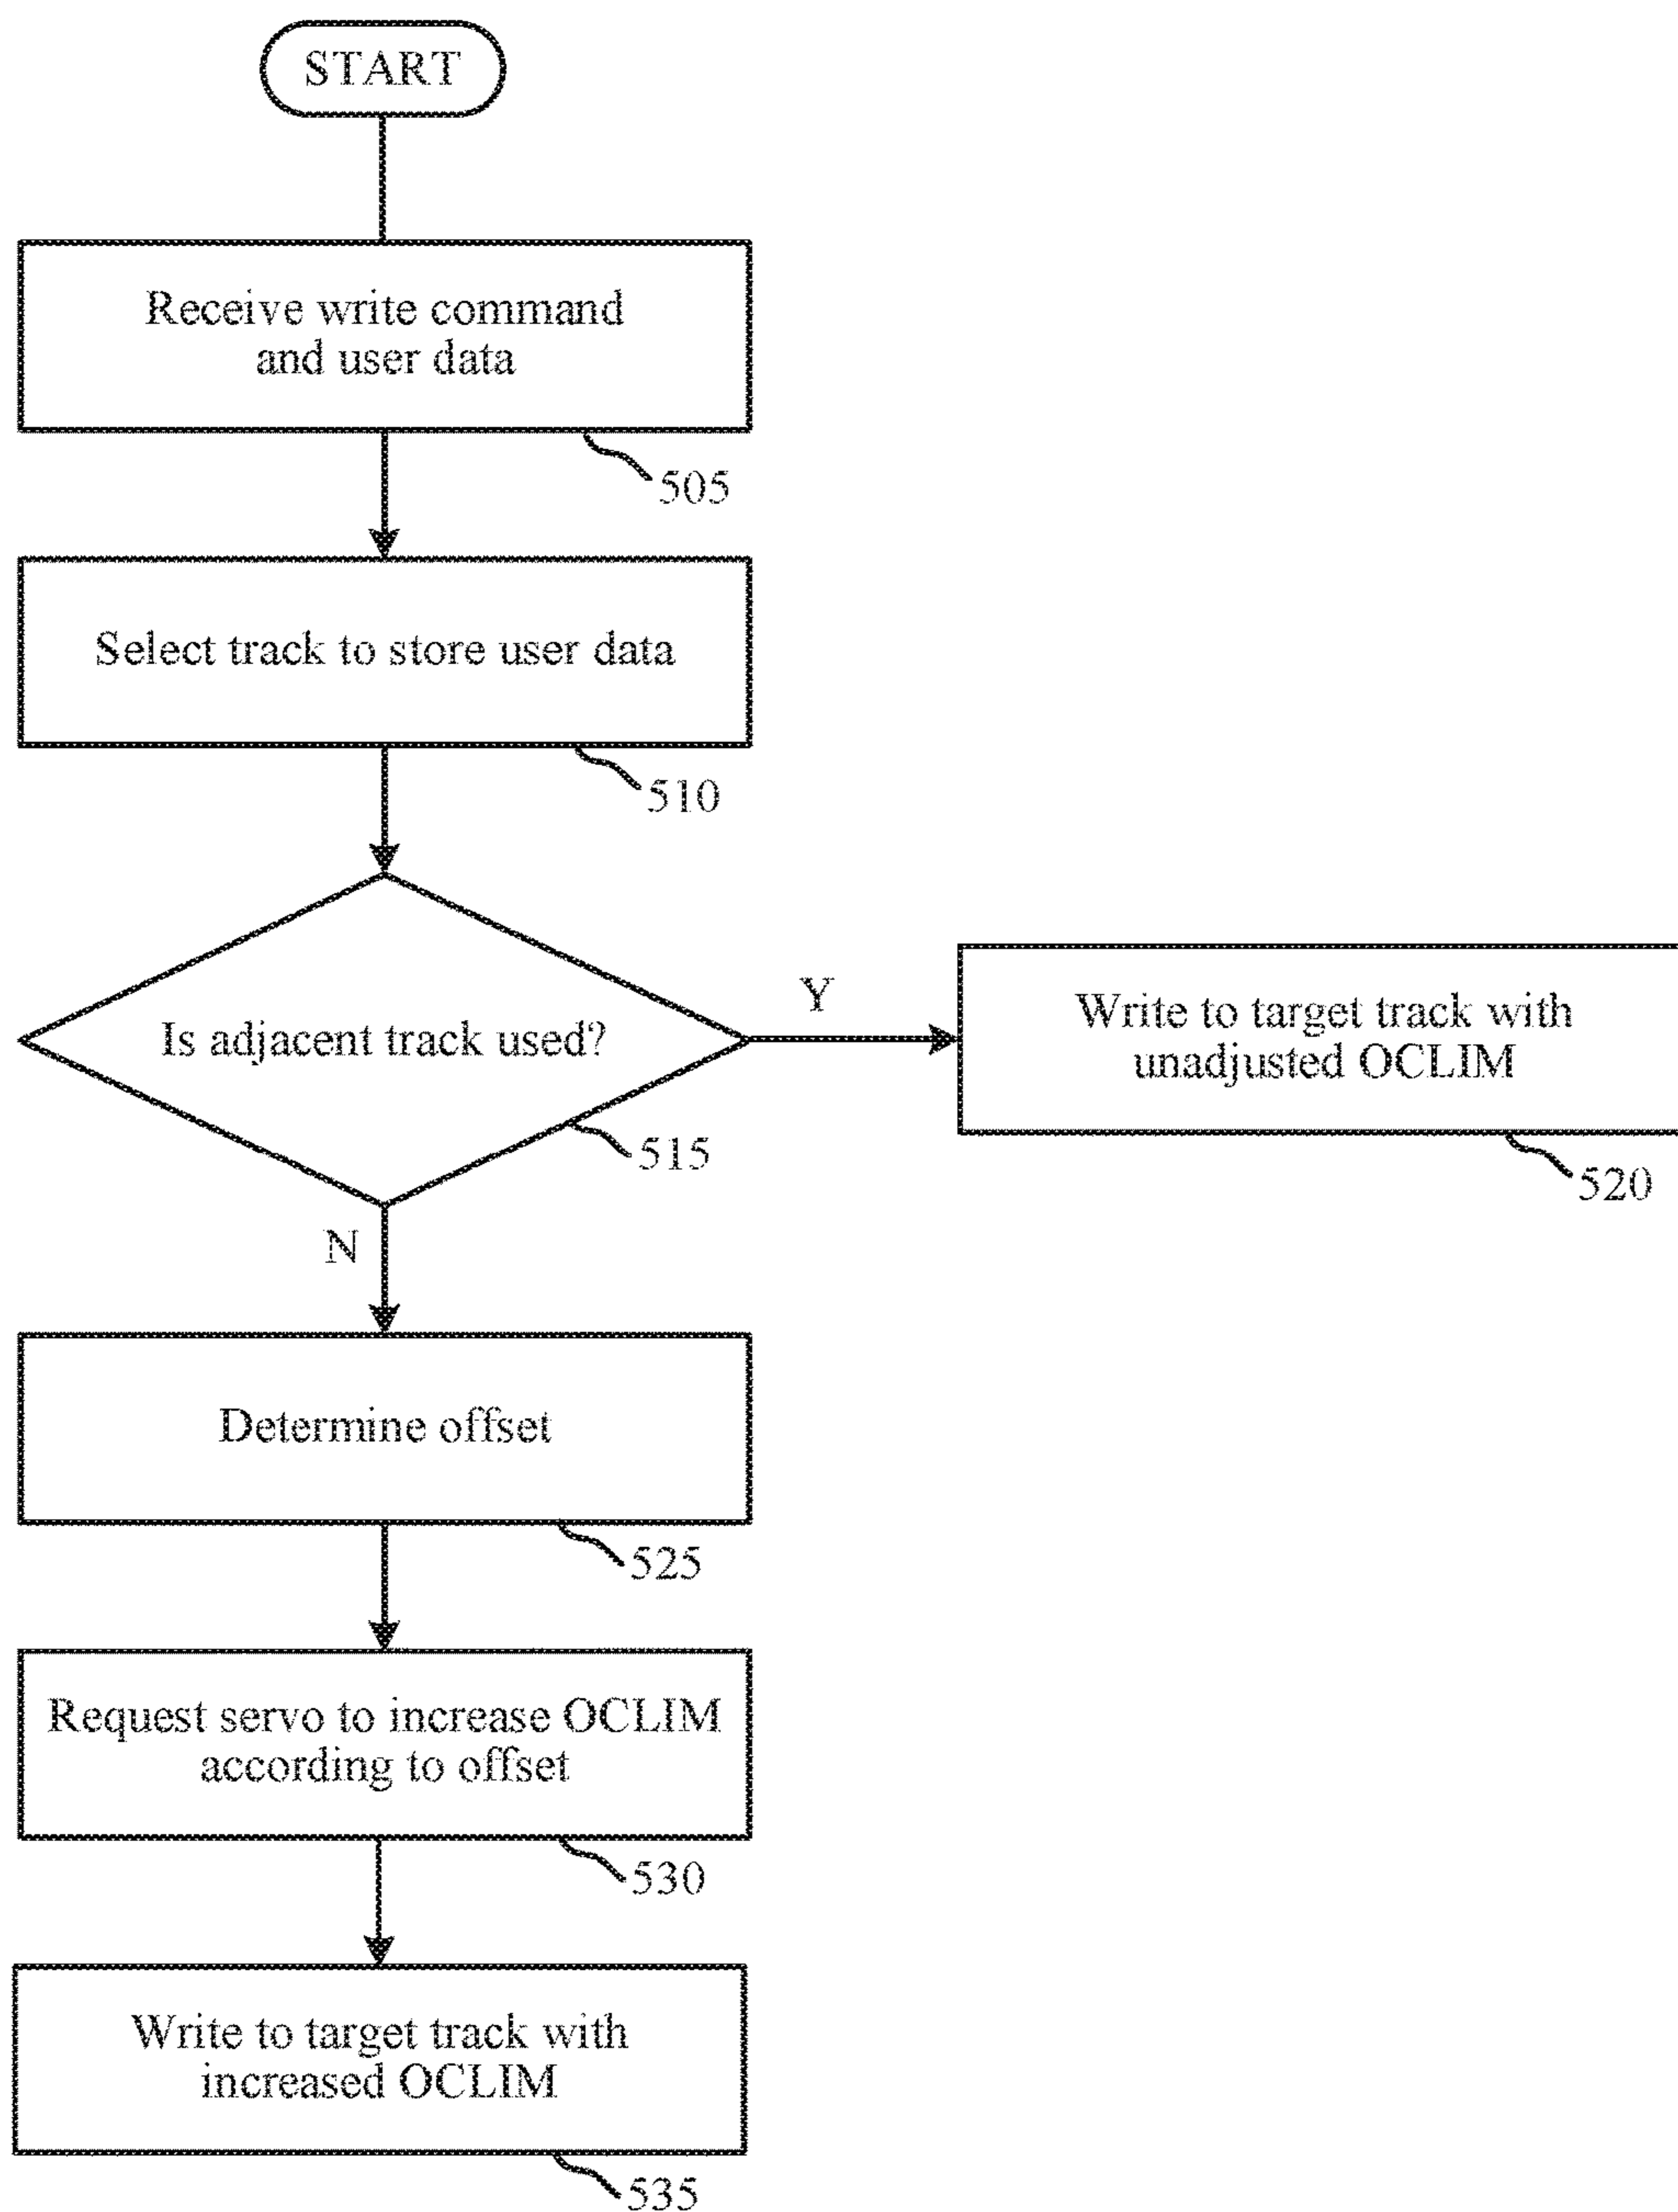 START
Receive write command
and user data
505
Select track to store user data
510
Is adjacent track used?
515
Y
Write to target track with
unadjusted OCLIM
520
N
Determine offset
525
Request servo to increase OCLIM
according to offset
530
Write to target track with
increased OCLIM
535